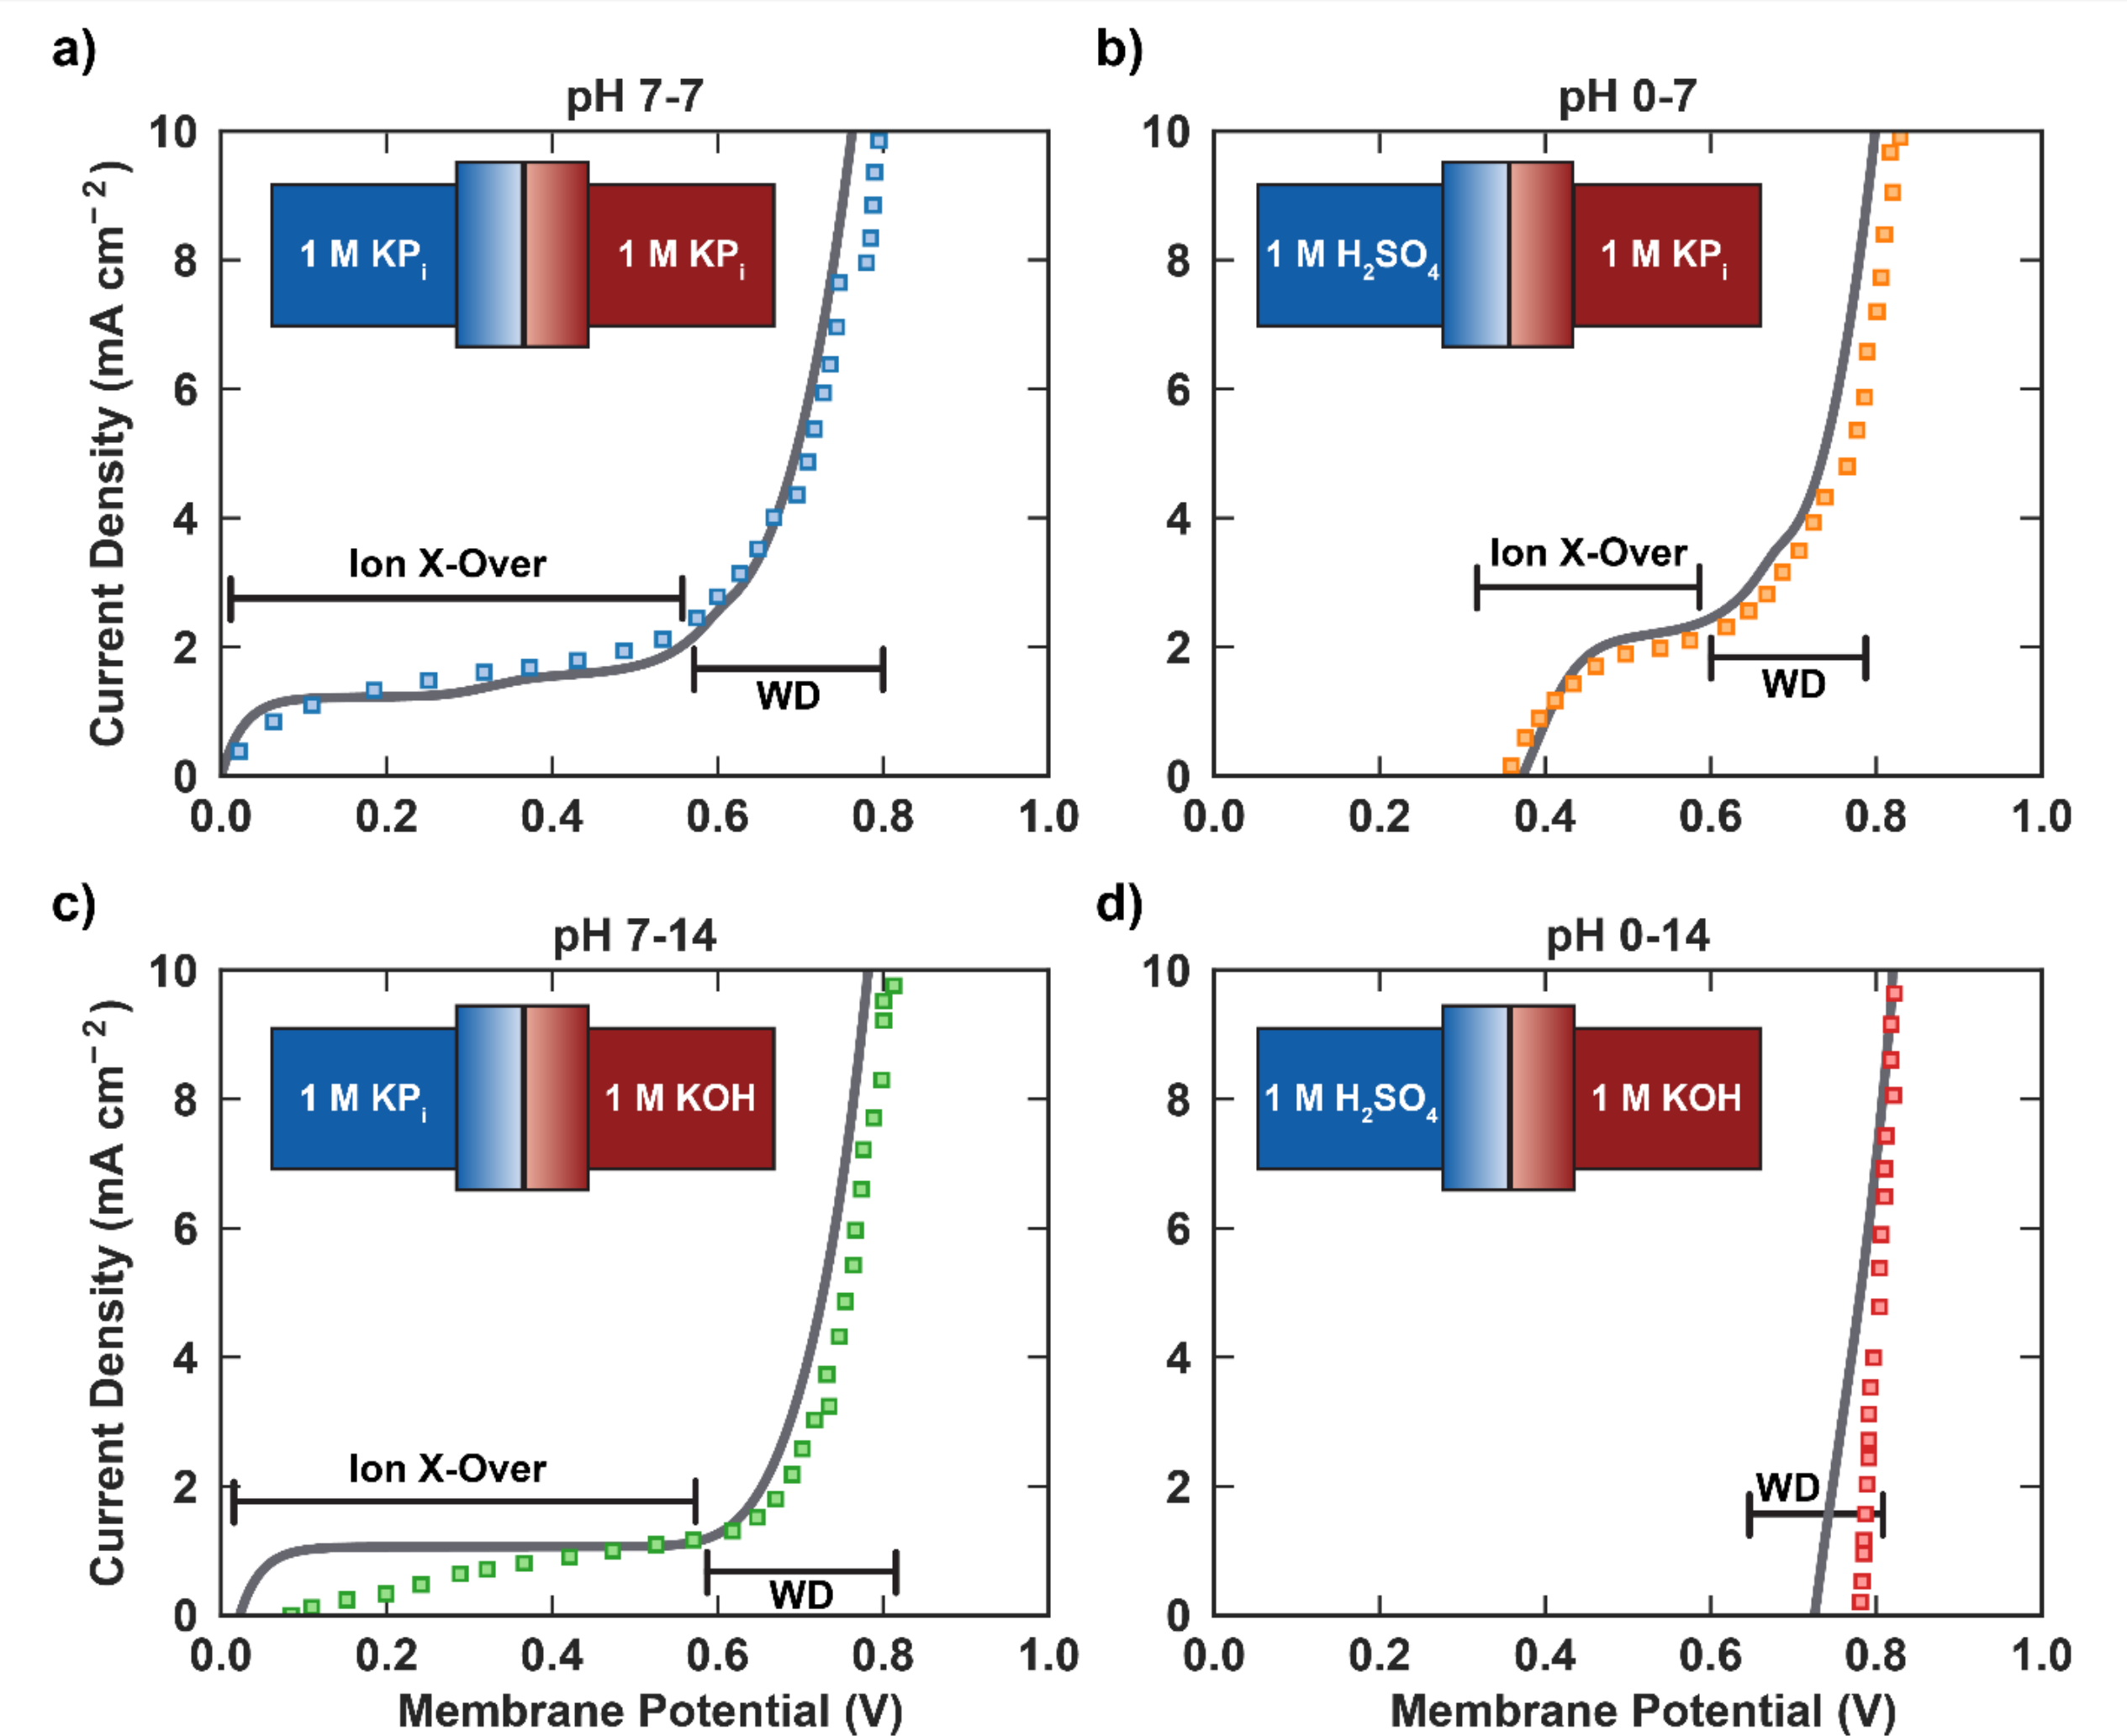 a)
pH 7-7
Current Density (mA cm⁻²)
10
8
6
4
2
0
0.0 0.2 0.4 0.6 0.8 1.0
1 M KPᵢ
1 M KPᵢ
Ion X-Over
WD
b)
pH 0-7
10
8
6
4
2
0
0.0 0.2 0.4 0.6 0.8 1.0
1 M H₂SO₄
1 M KPᵢ
Ion X-Over
WD
c)
pH 7-14
Current Density (mA cm⁻²)
10
8
6
4
2
0
0.0 0.2 0.4 0.6 0.8 1.0
Membrane Potential (V)
1 M KPᵢ
1 M KOH
Ion X-Over
WD
d)
pH 0-14
10
8
6
4
2
0
0.0 0.2 0.4 0.6 0.8 1.0
Membrane Potential (V)
1 M H₂SO₄
1 M KOH
WD